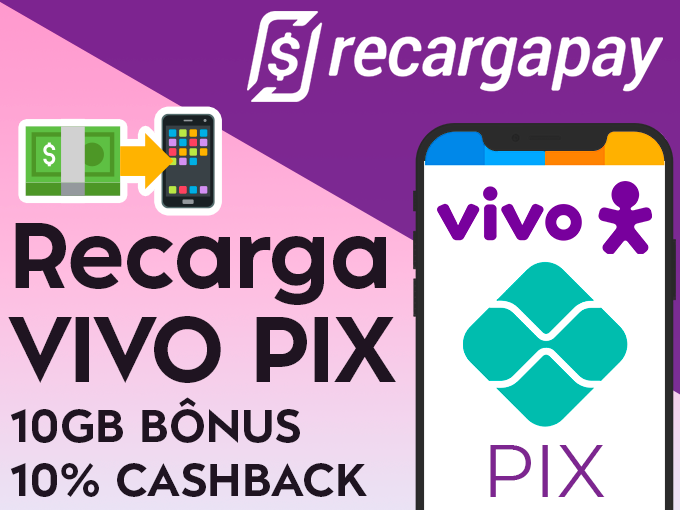 $ recargapay
$
Recarga
VIVO PIX
10GB BÔNUS
10% CASHBACK
vivo
PIX